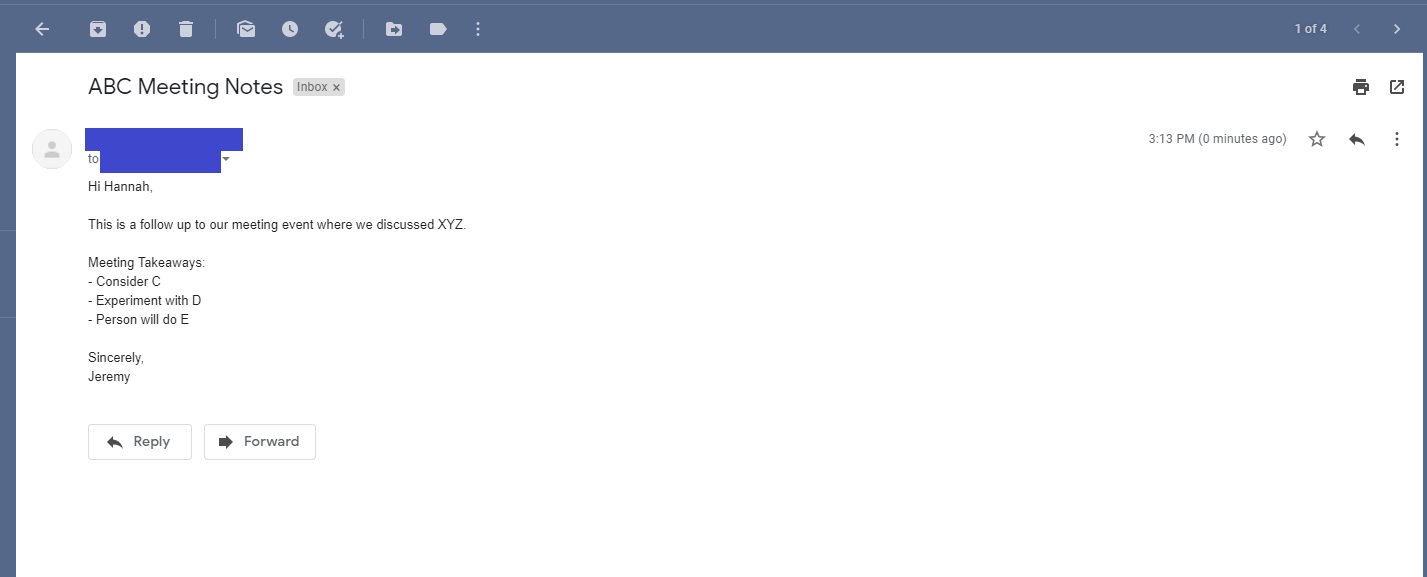 1 of 4
ABC Meeting Notes Inbox ×
3:13 PM (0 minutes ago)
to
Hi Hannah,
This is a follow up to our meeting event where we discussed XYZ.
Meeting Takeaways:
- Consider C
- Experiment with D
- Person will do E
Sincerely,
Jeremy
Reply Forward